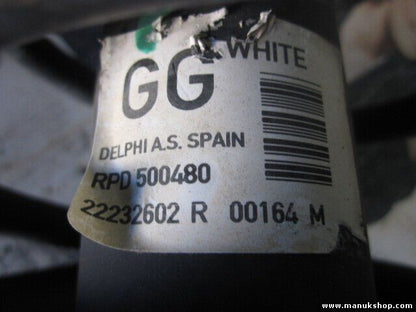 WHITE
GG
DELPHI A.S. SPAIN
RPD 500480
22232602 R 00164 M
www.manukshop.com